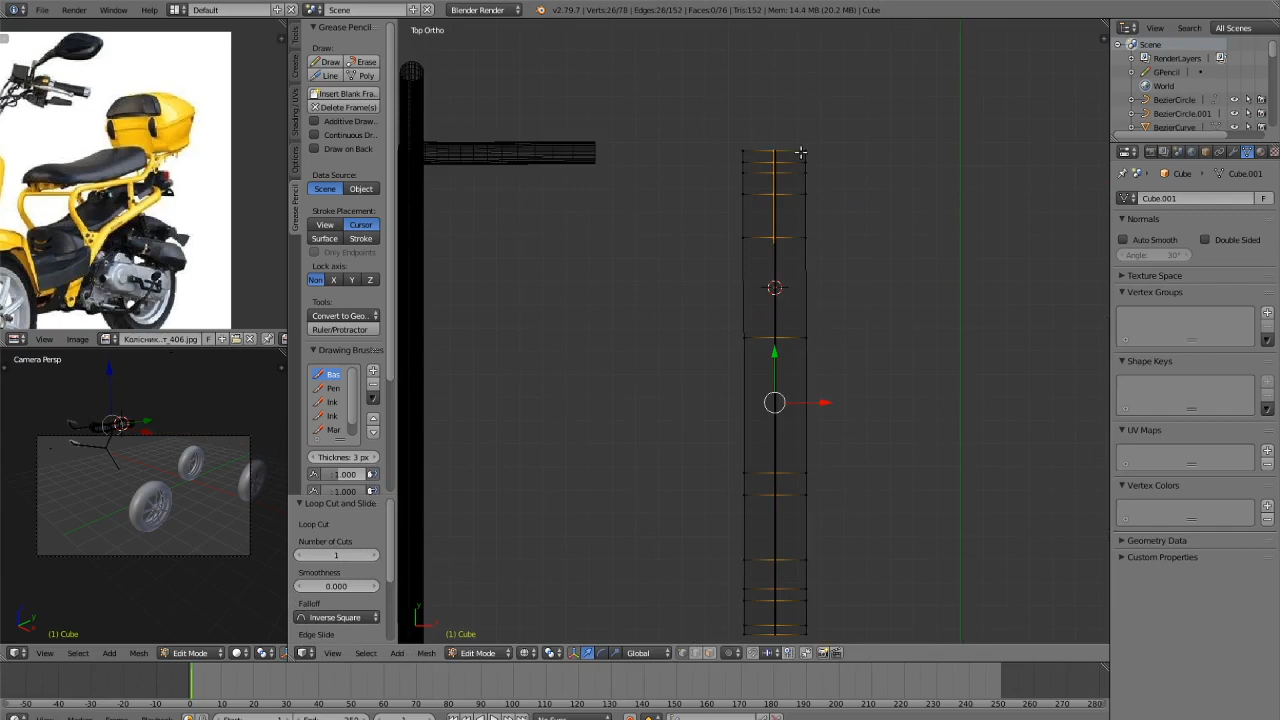 File Render Window Help Default Scene Blender Render v2.79.7 | Verts:26/78 | Edges:26/152 | Faces:0/76 | Tris:152 | Mem: 14.4 MB (20.2 MB) | Cube
Grease Pencil
Draw:
Draw Erase
Line Poly
Insert Blank Fra..
Delete Frame(s)
Additive Draw..
Continuous Dr..
Draw on Back
Data Source:
Scene Object
Stroke Placement:
View Cursor
Surface Stroke
Only Endpoints
Lock axis:
Non X Y Z
Tools:
Convert to Geo..
Ruler/Protractor
Drawing Brushes
Bas
Pen
Ink
Ink
Mar
Thicknes: 3 px
: 1.000
: 1.000
Loop Cut and Slide
Loop Cut
Number of Cuts
1
Smoothness
0.000
Falloff
Inverse Square
Edge Slide
Tools
Create
Shading / UVs
Options
Grease Pencil
Top Ortho
(1) Cube
View Image Колісник...т_406.jpg F
Camera Persp
(1) Cube
View Select Add Mesh Edit Mode
View Select Add Mesh Edit Mode Global
View Search All Scenes
Scene
RenderLayers
GPencil
World
BezierCircle
BezierCircle.001
BezierCurve
Cube Cube.001
Cube.001 F
Normals
Auto Smooth Double Sided
Angle: 30°
Texture Space
Vertex Groups
Shape Keys
UV Maps
Vertex Colors
Geometry Data
Custom Properties
-50 -40 -30 -20 -10 0 10 20 30 40 50 60 70 80 90 100 110 120 130 140 150 160 170 180 190 200 210 220 230 240 250 260 270 280